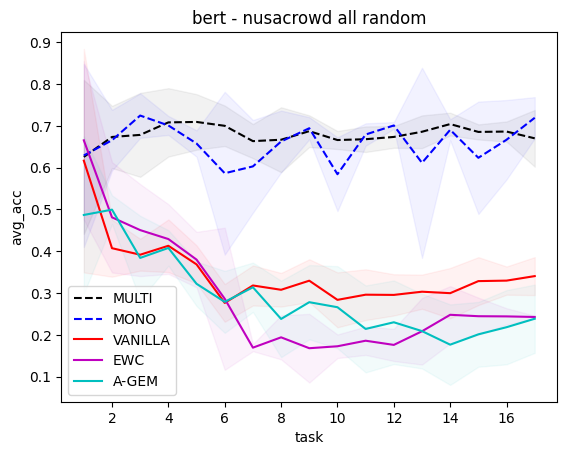 bert - nusacrowd all random
avg_acc
0.9
0.8
0.7
0.6
0.5
0.4
0.3
0.2
0.1
MULTI
MONO
VANILLA
EWC
A-GEM
2 4 6 8 10 12 14 16
task